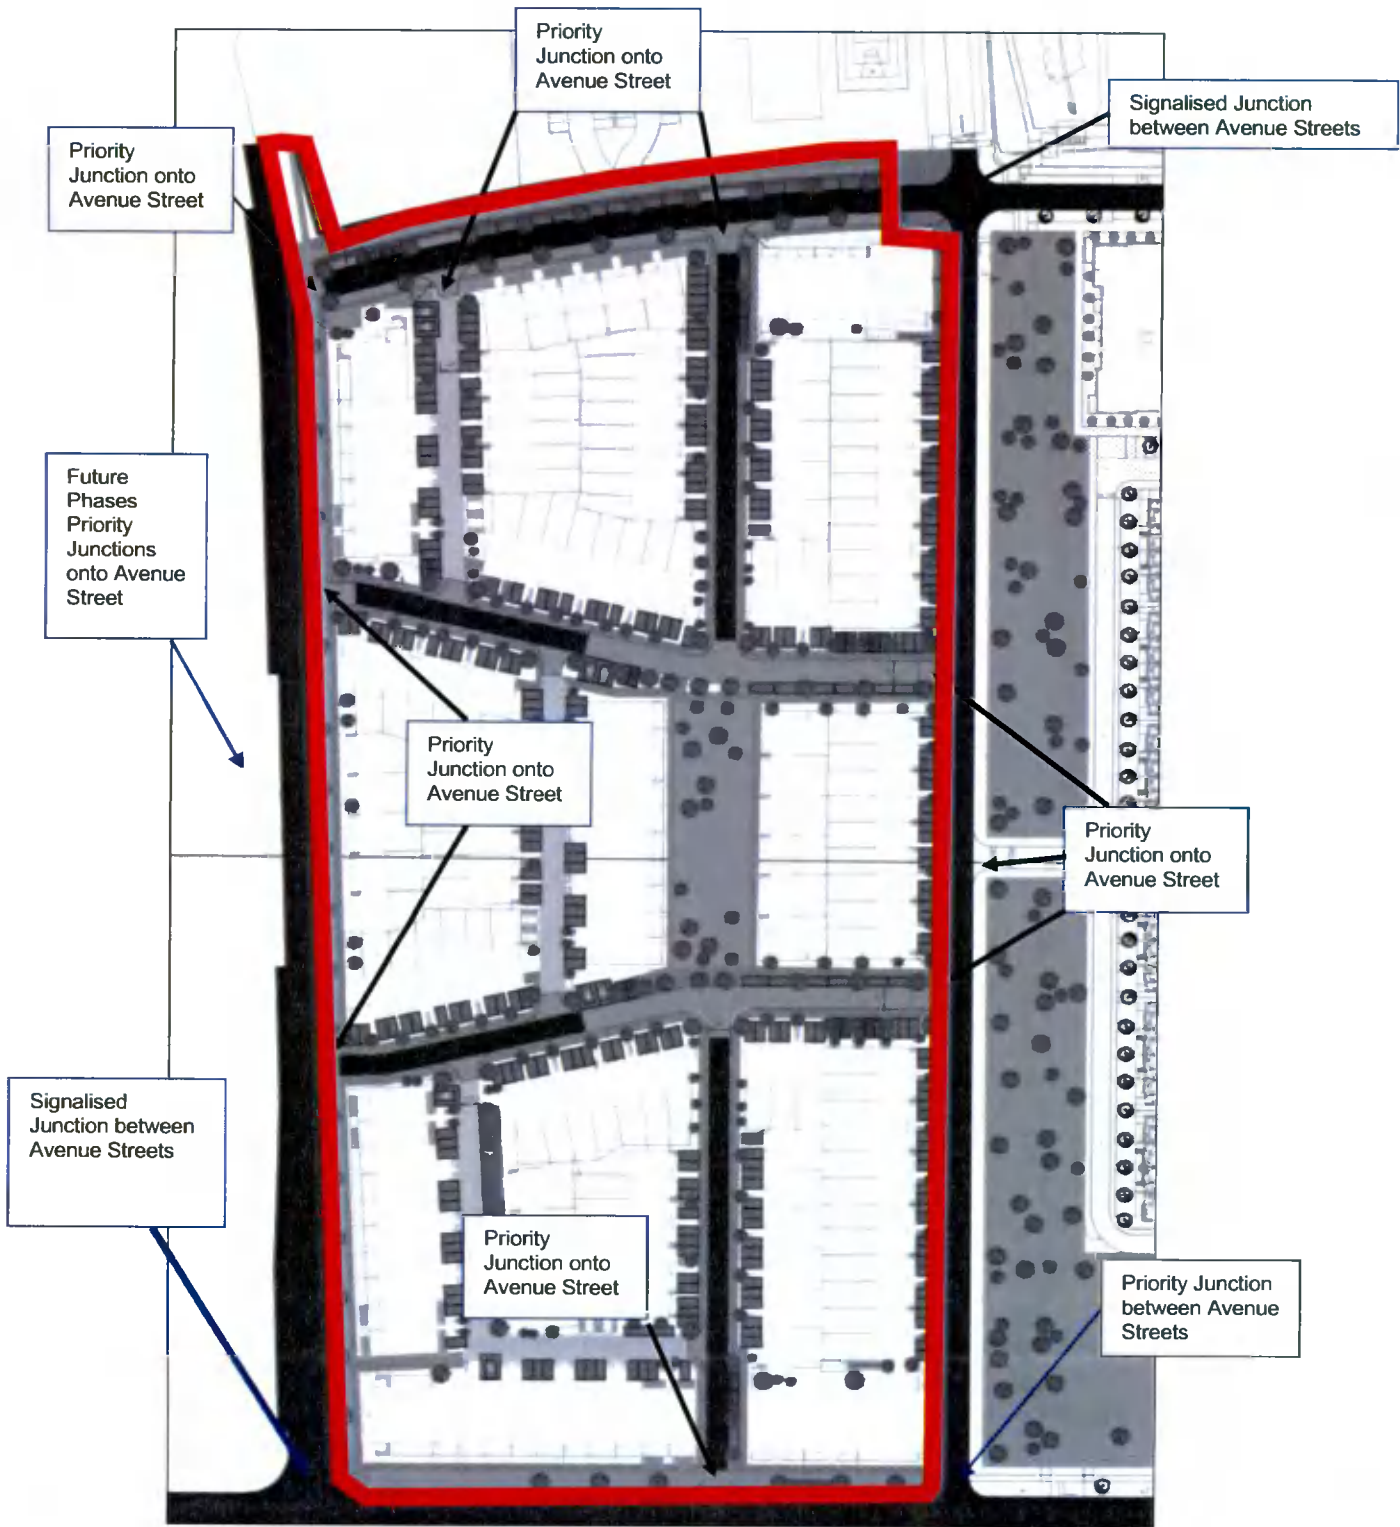 Priority
Junction onto
Avenue Street
Signalised Junction
between Avenue Streets
Priority
Junction onto
Avenue Street
Future
Phases
Priority
Junctions
onto Avenue
Street
Priority
Junction onto
Avenue Street
Priority
Junction onto
Avenue Street
Signalised
Junction between
Avenue Streets
Priority
Junction onto
Avenue Street
Priority Junction
between Avenue
Streets